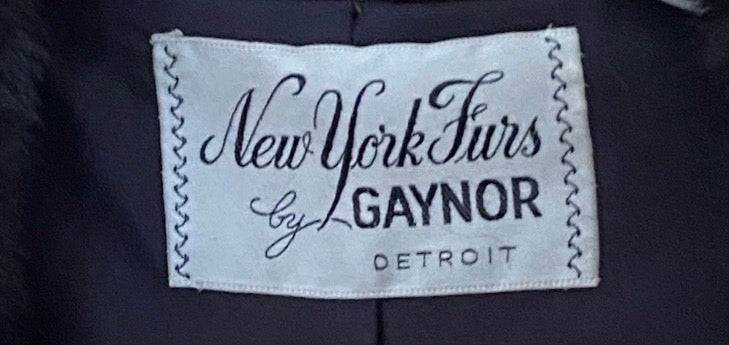 New York Furs
by GAYNOR
DETROIT